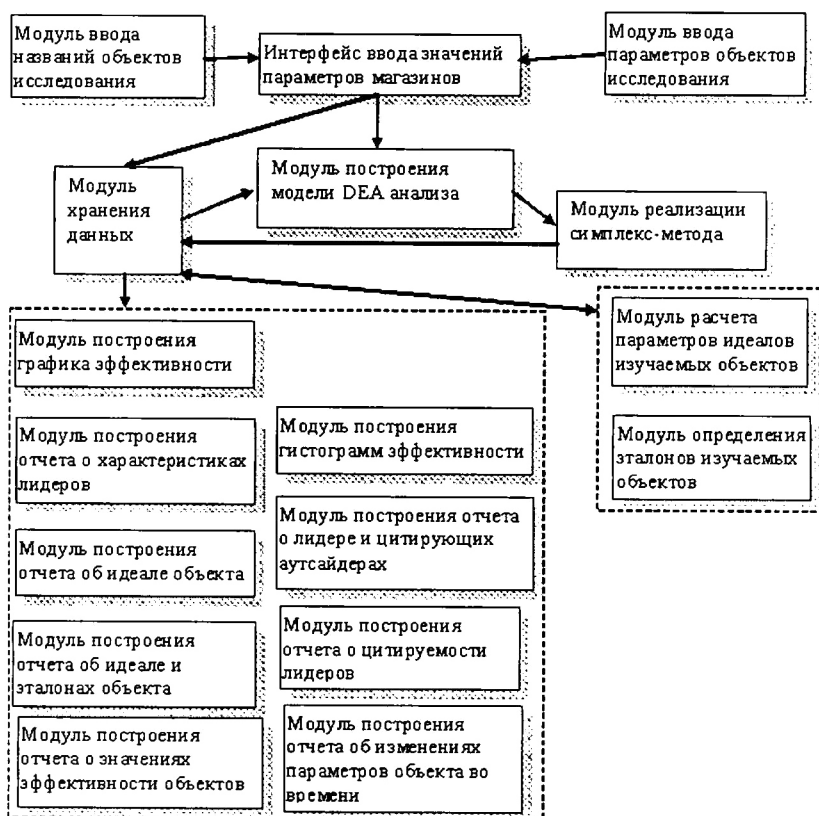 Модуль ввода
названий объектов
исследования
Интерфейс ввода значений
параметров магазинов
Модуль ввода
параметров объектов
исследования
Модуль
хранения
данных
Модуль построения
модели DEA анализа
Модуль реализации
симплекс-метода
Модуль построения
графика эффективности
Модуль построения
отчета о характеристиках
лидеров
Модуль построения
отчета об идеале объекта
Модуль построения
отчета об идеале и
эталонах объекта
Модуль построения
отчета о значениях
эффективности объектов
Модуль построения
гистограмм эффективности
Модуль построения отчета
о лидере и цитирующих
аутсайдерах
Модуль построения
отчета о цитируемости
лидеров
Модуль построения
отчета об изменениях
параметров объекта во
времени
Модуль расчета
параметров идеалов
изучаемых объектов
Модуль определения
эталонов изучаемых
объектов